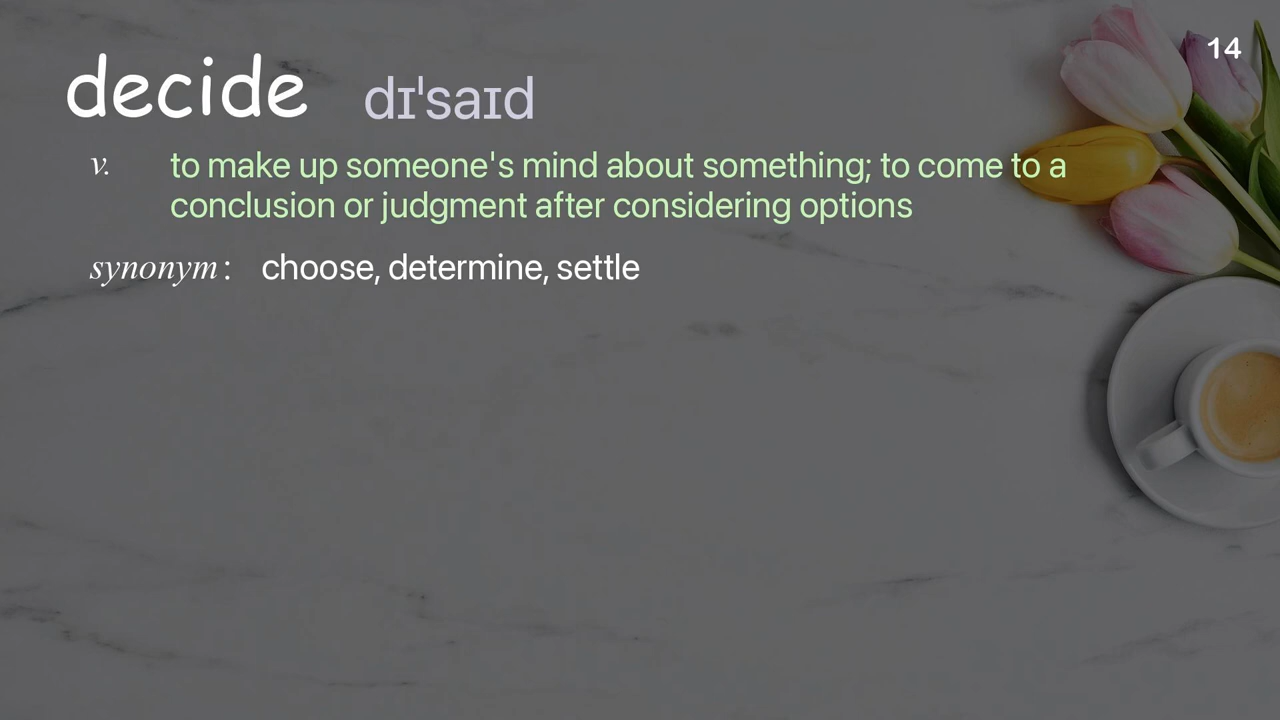 14
decide dɪˈsaɪd
v. to make up someone's mind about something; to come to a
conclusion or judgment after considering options
synonym: choose, determine, settle